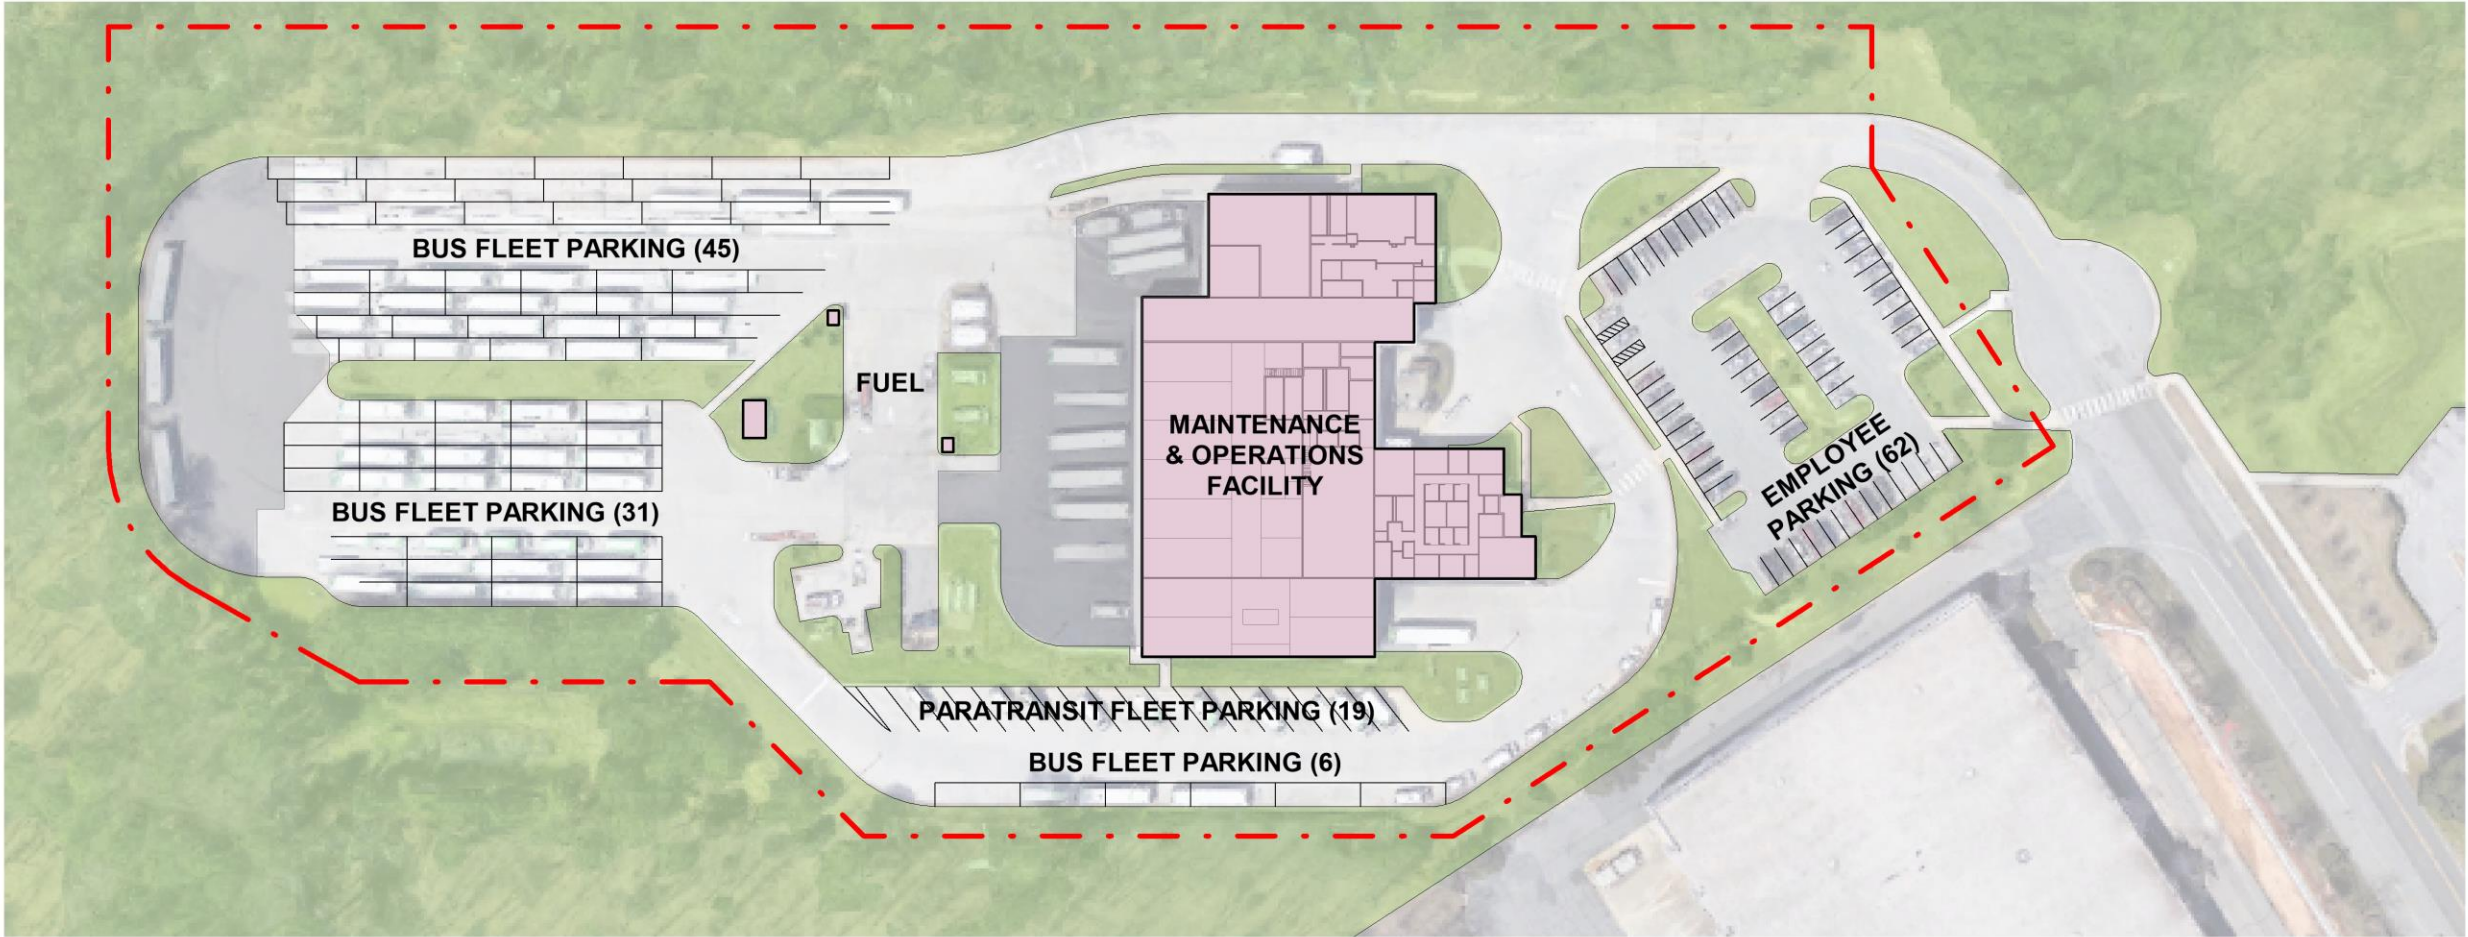 BUS FLEET PARKING (45)
FUEL
MAINTENANCE
& OPERATIONS
FACILITY
EMPLOYEE
PARKING (62)
BUS FLEET PARKING (31)
PARATRANSIT FLEET PARKING (19)
BUS FLEET PARKING (6)